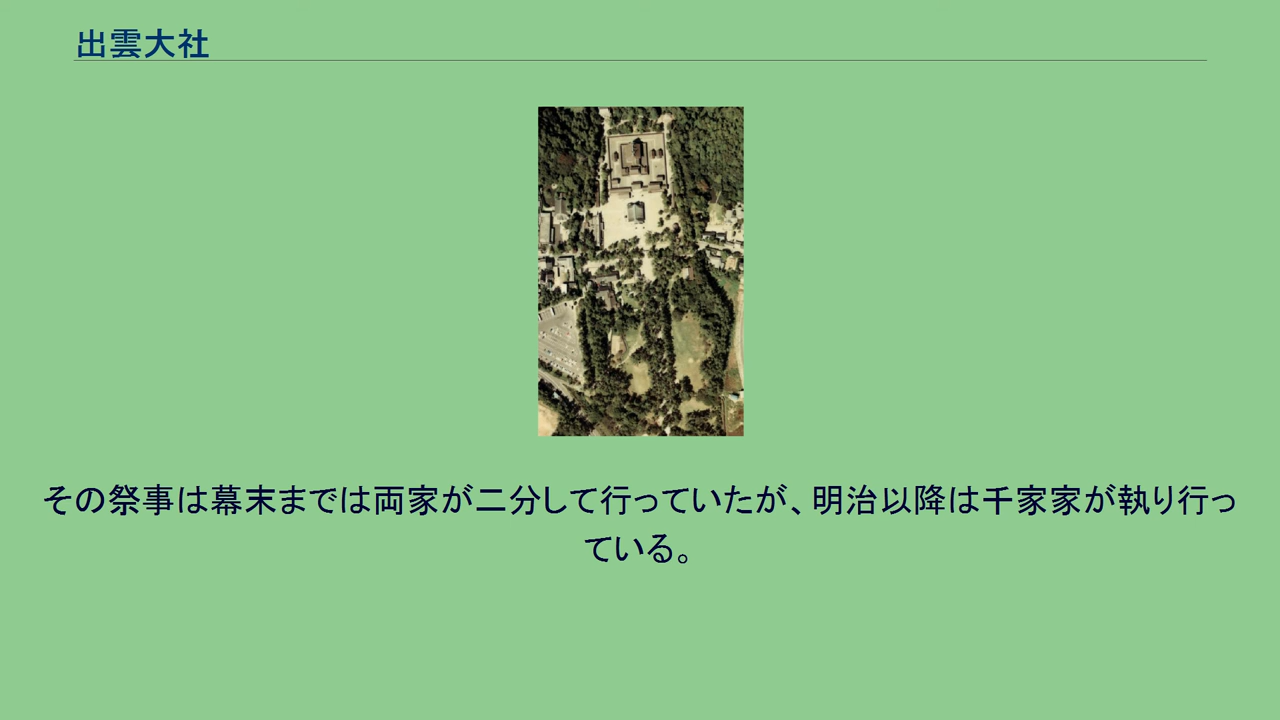 出雲大社
その祭事は幕末までは両家が二分して行っていたが、明治以降は千家家が執り行っ
ている。